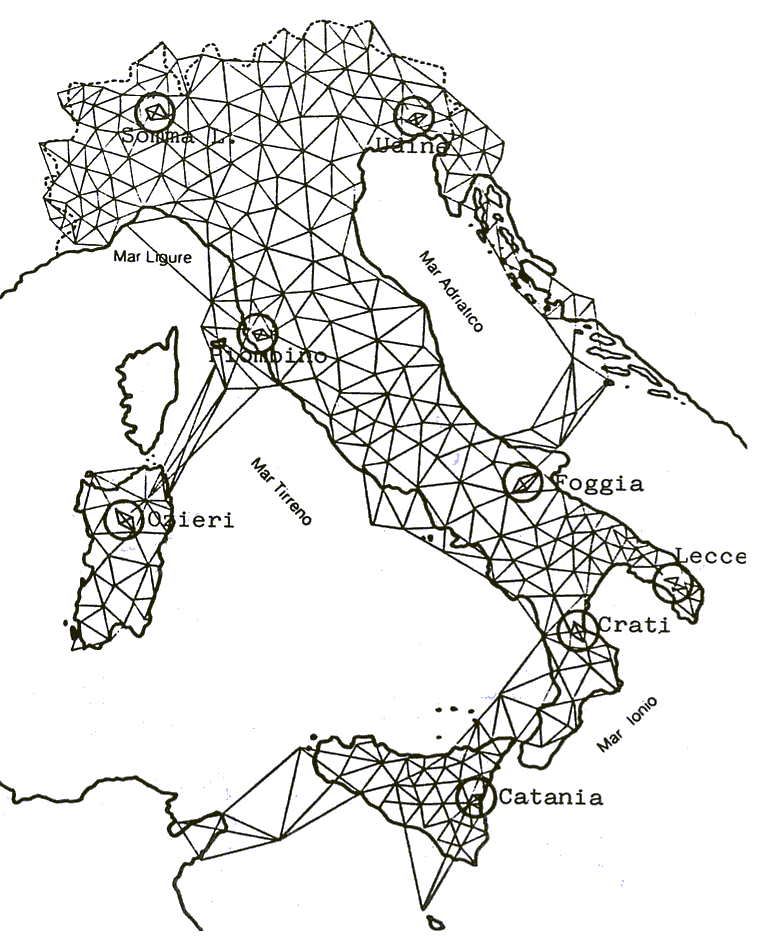 Somma L.
Udine
Mar Ligure
Mar Adriatico
Piombino
Mar Tirreno
Foggia
Ozieri
Lecce
Crati
Mar Ionio
Catania